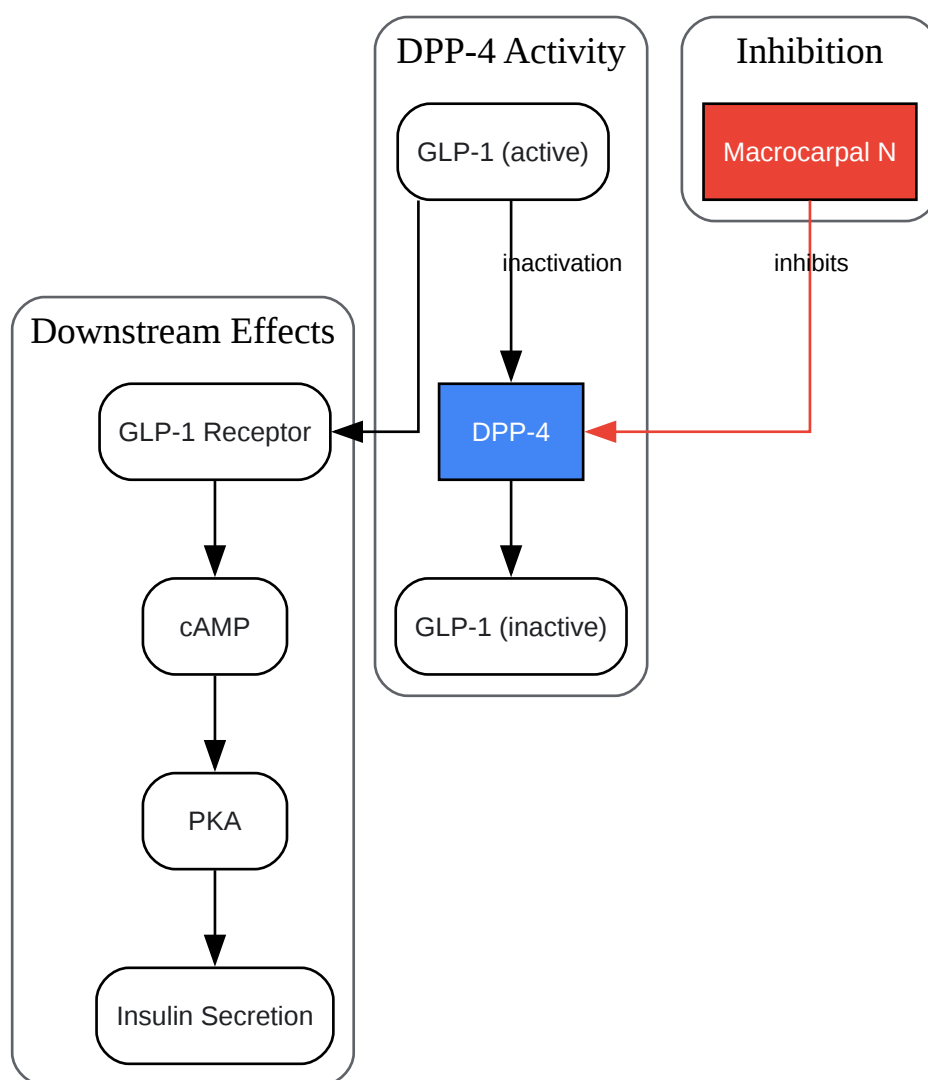 DPP-4 Activity
Inhibition
GLP-1 (active)
Macrocarpal N
inactivation
inhibits
Downstream Effects
GLP-1 Receptor
DPP-4
cAMP
GLP-1 (inactive)
PKA
Insulin Secretion